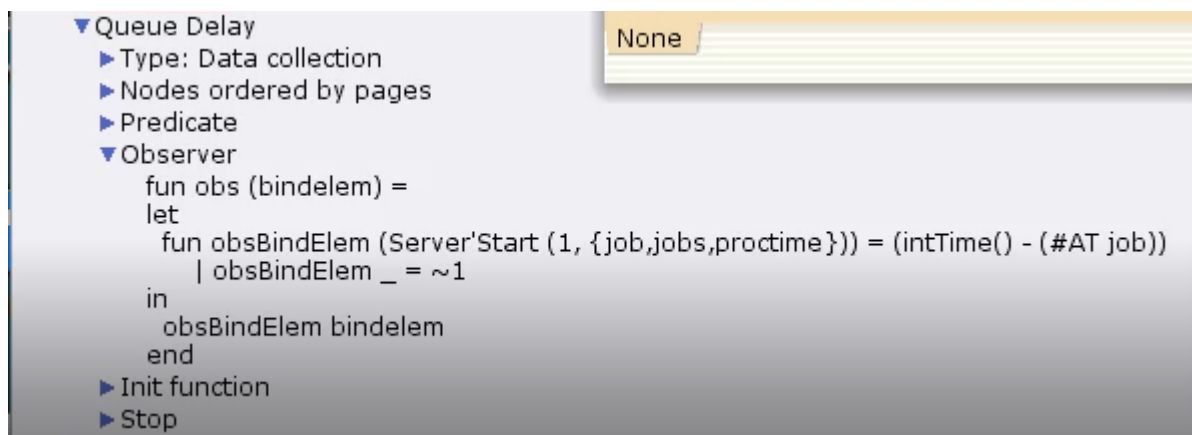 Queue Delay
None
Type: Data collection
Nodes ordered by pages
Predicate
Observer
fun obs (bindelem) =
let
fun obsBindElem (Server'Start (1, {job,jobs,proctime})) = (intTime() - (#AT job))
| obsBindElem _ = ~1
in
obsBindElem bindelem
end
Init function
Stop